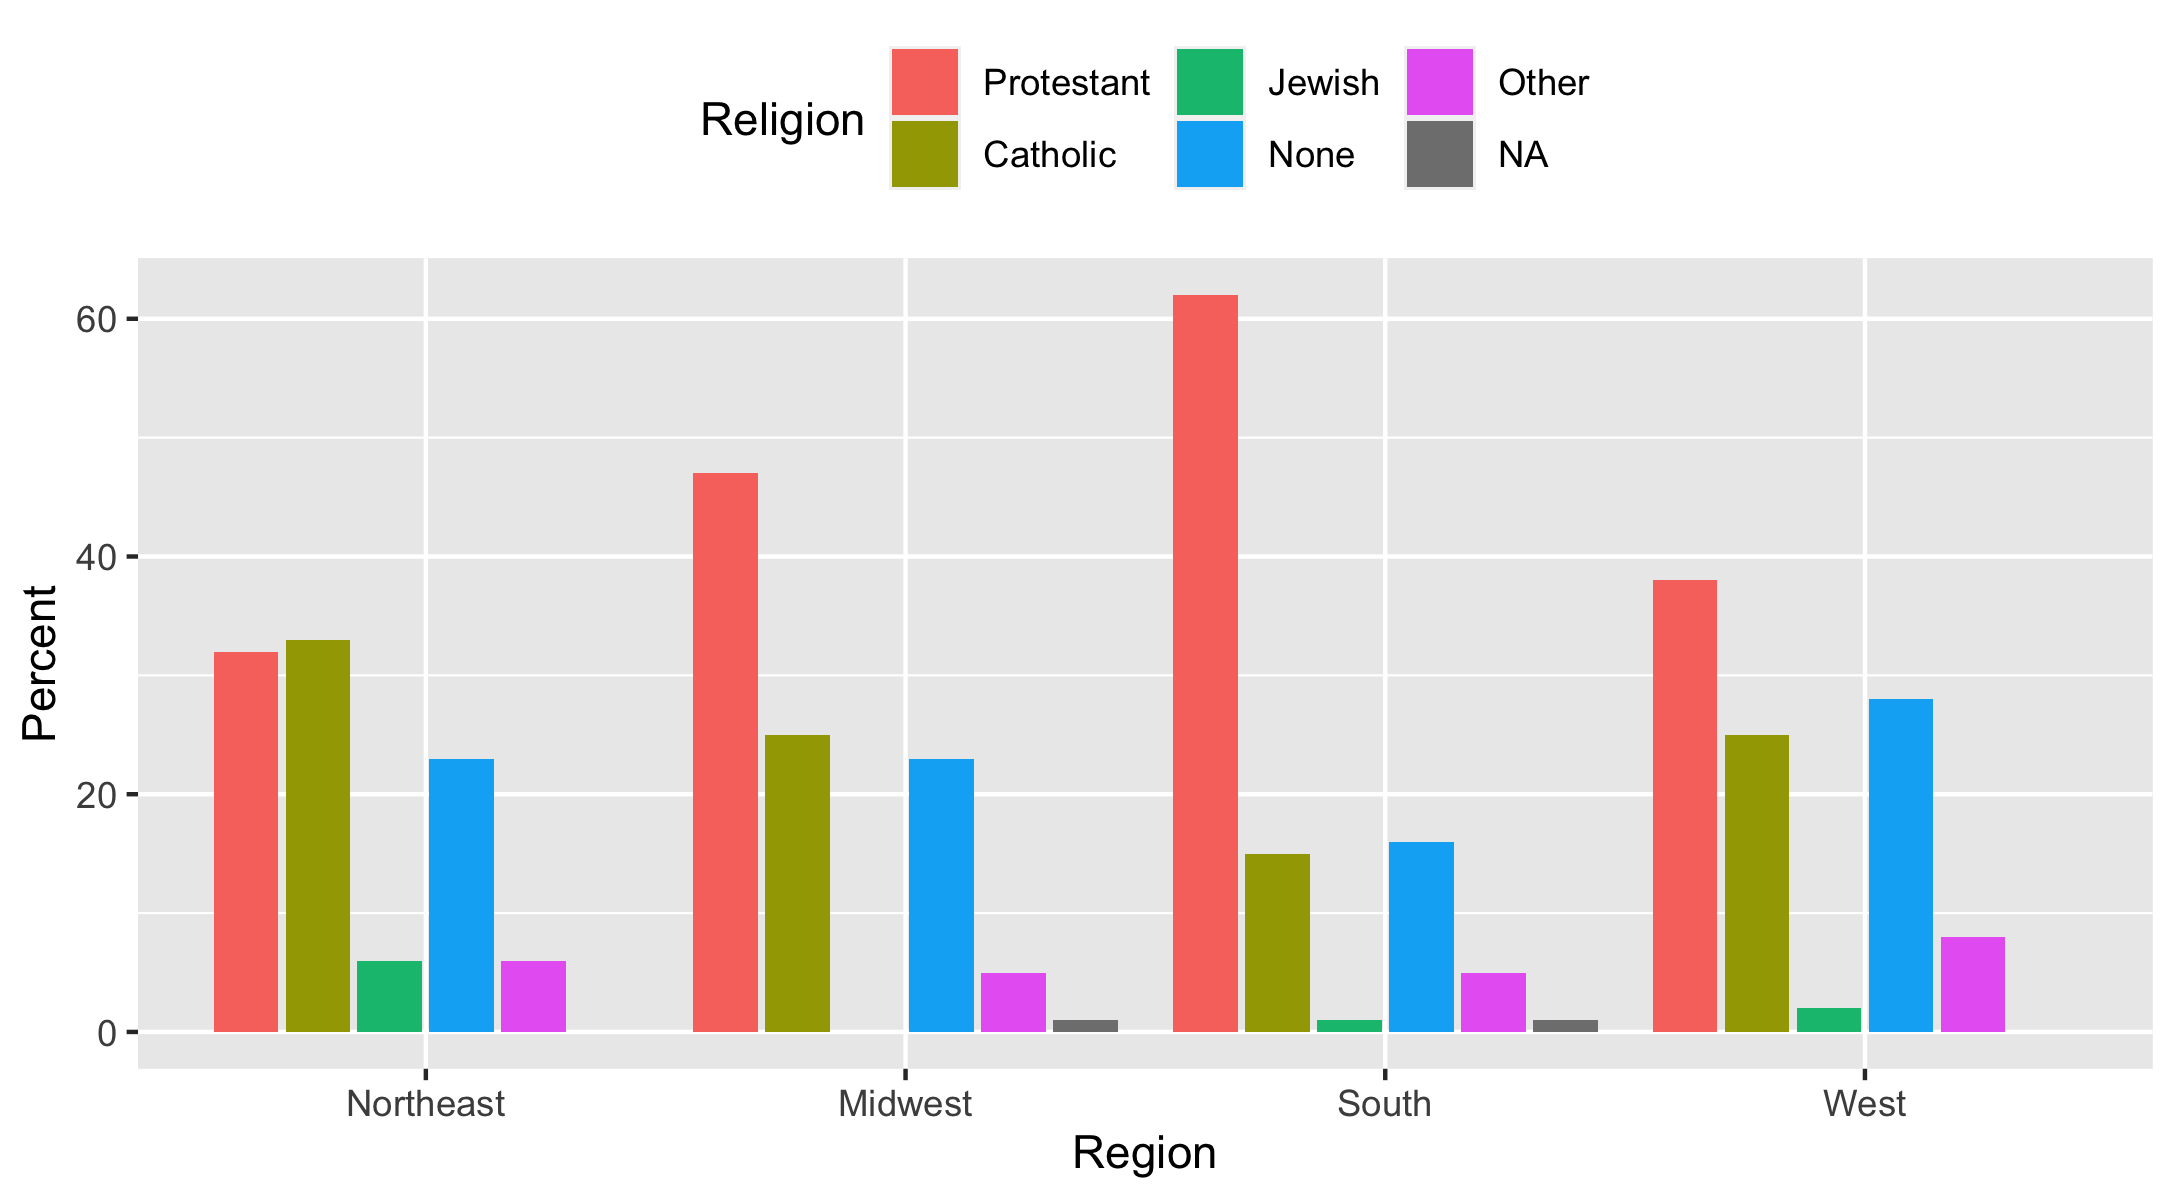 Religion
Protestant Jewish Other
Catholic None NA
Percent
60
40
20
0
Northeast Midwest South West
Region